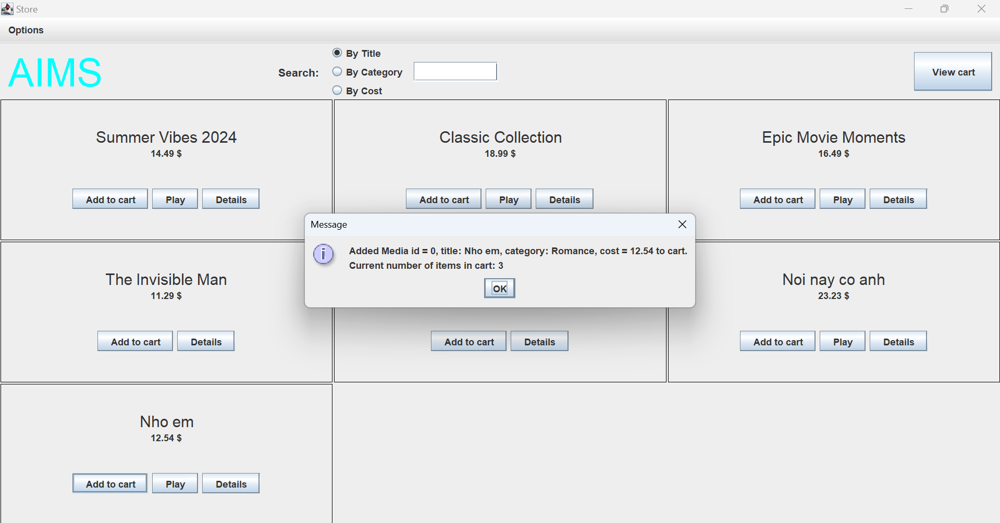 Store
Options
AIMS
Search:
By Title
By Category
By Cost
View cart
Summer Vibes 2024
14.49 $
Add to cart
Play
Details
Classic Collection
18.99 $
Add to cart
Play
Details
Epic Movie Moments
16.49 $
Add to cart
Play
Details
Message
Added Media id = 0, title: Nho em, category: Romance, cost = 12.54 to cart.
Current number of items in cart: 3
OK
The Invisible Man
11.29 $
Add to cart
Details
Add to cart
Details
Noi nay co anh
23.23 $
Add to cart
Play
Details
Nho em
12.54 $
Add to cart
Play
Details